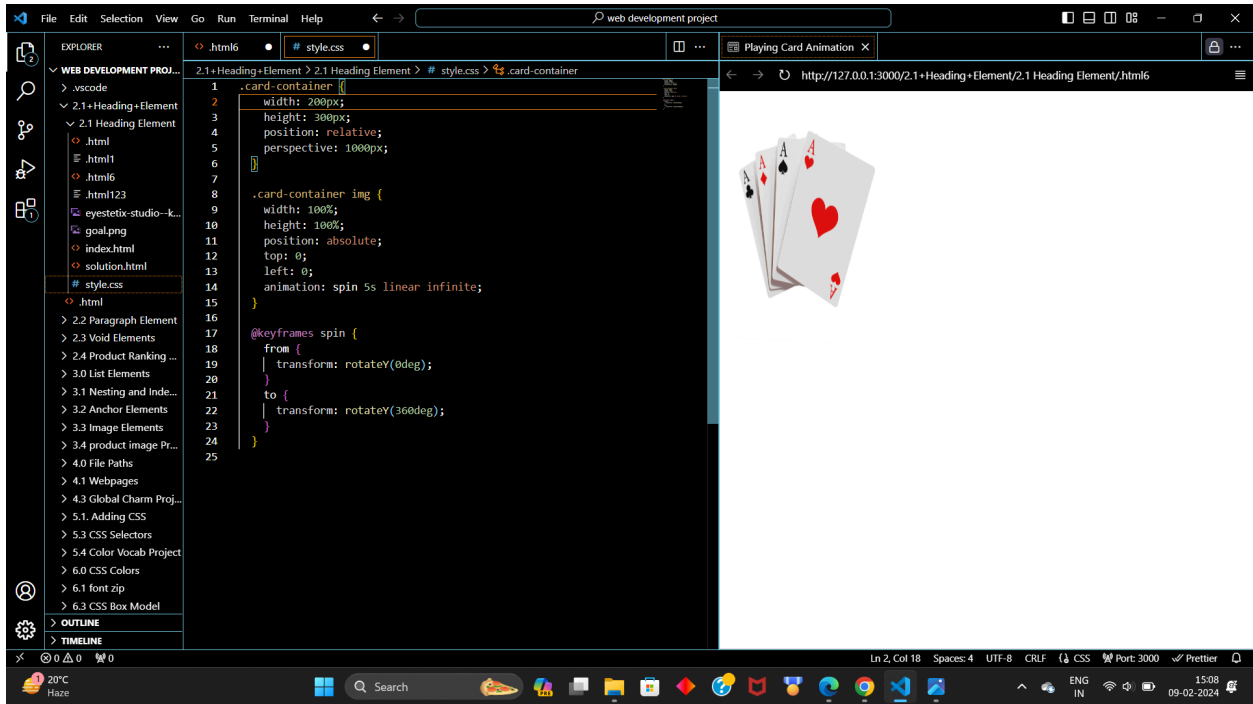 File Edit Selection View Go Run Terminal Help
web development project
EXPLORER
WEB DEVELOPMENT PROJ...
.vscode
2.1+Heading+Element
2.1 Heading Element
.html
.html1
.html6
.html123
eyestetix-studio--k...
goal.png
index.html
solution.html
style.css
.html
2.2 Paragraph Element
2.3 Void Elements
2.4 Product Ranking ...
3.0 List Elements
3.1 Nesting and Inde...
3.2 Anchor Elements
3.3 Image Elements
3.4 product image Pr...
4.0 File Paths
4.1 Webpages
4.3 Global Charm Proj...
5.1. Adding CSS
5.3 CSS Selectors
5.4 Color Vocab Project
6.0 CSS Colors
6.1 font zip
6.3 CSS Box Model
OUTLINE
TIMELINE
2
1
.html6
# style.css
2.1+Heading+Element > 2.1 Heading Element > # style.css > .card-container
1 .card-container {
2 width: 200px;
3 height: 300px;
4 position: relative;
5 perspective: 1000px;
6 }
7
8 .card-container img {
9 width: 100%;
10 height: 100%;
11 position: absolute;
12 top: 0;
13 left: 0;
14 animation: spin 5s linear infinite;
15 }
16
17 @keyframes spin {
18 from {
19 transform: rotateY(0deg);
20 }
21 to {
22 transform: rotateY(360deg);
23 }
24 }
25
Playing Card Animation
http://127.0.0.1:3000/2.1+Heading+Element/2.1 Heading Element/.html6
A A A A
A
0 0 0
Ln 2, Col 18 Spaces: 4 UTF-8 CRLF CSS Port: 3000 Prettier
1
20°C
Haze
Search
PRE
ENG
IN
15:08
09-02-2024